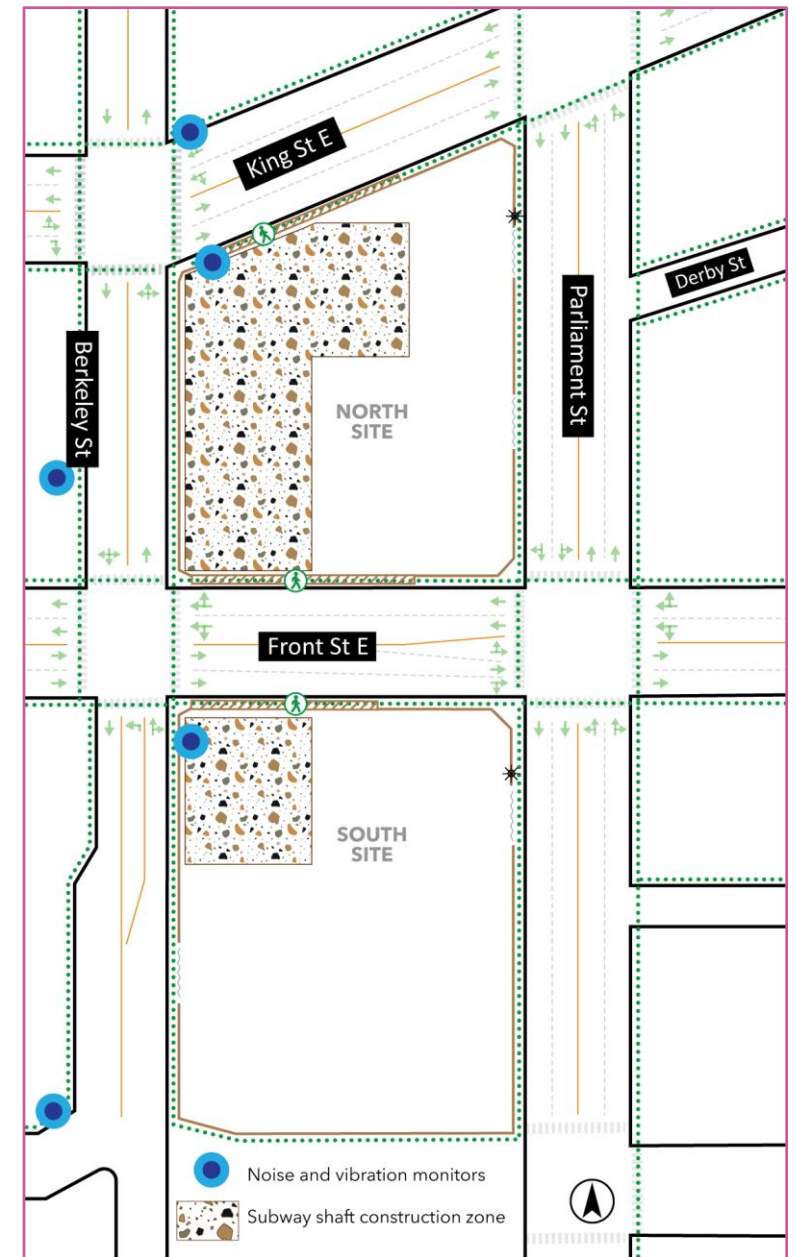 King St E
Derby St
Parliament St
Berkeley St
NORTH
SITE
Front St E
SOUTH
SITE
Noise and vibration monitors
Subway shaft construction zone